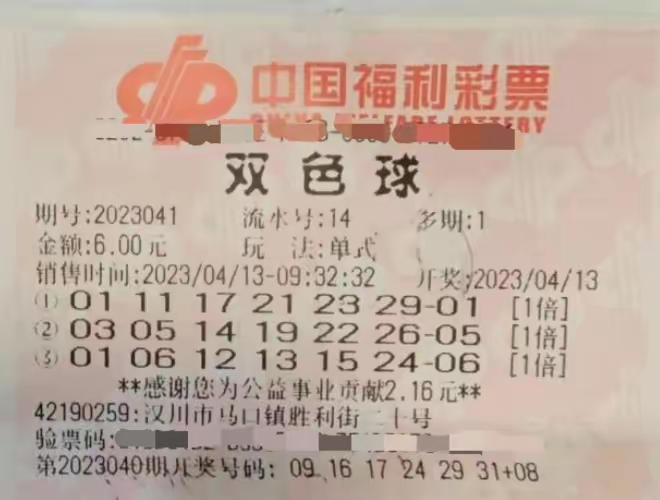 中国福利彩票
CHINA WELFARE LOTTERY
双色球
期号:2023041 流水号:14 多期:1
金额:6.00元 玩 法:单式
销售时间:2023/04/13-09:32:32 开奖:2023/04/13
① 01 11 17 21 23 29-01 [1倍]
② 03 05 14 19 22 26-05 [1倍]
③ 01 06 12 13 15 24-06 [1倍]
**感谢您为公益事业贡献2.16元**
42190259:汉川市马口镇胜利街二十号
验票码:
第2023040期开奖号码: 09 16 17 24 29 31+08